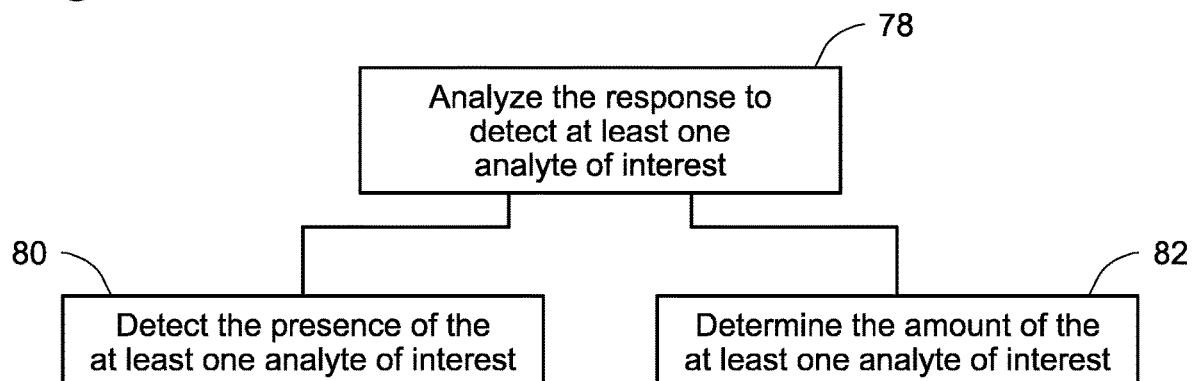 78
Analyze the response to
detect at least one
analyte of interest
80
82
Detect the presence of the
at least one analyte of interest
Determine the amount of the
at least one analyte of interest